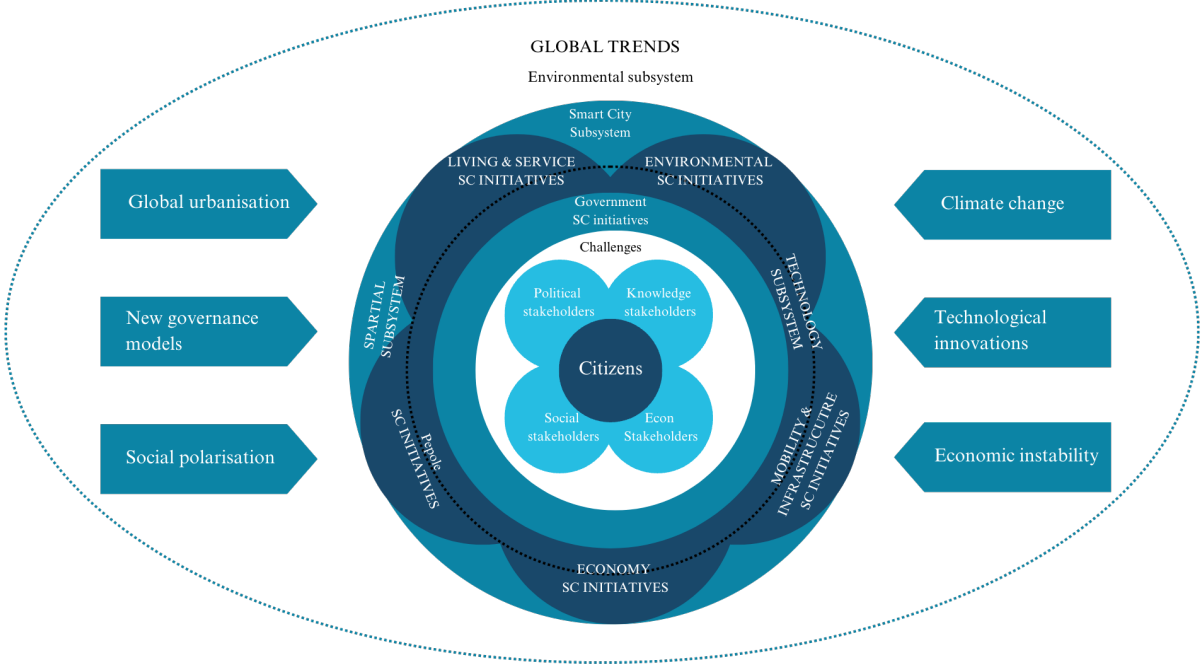 GLOBAL TRENDS
Environmental subsystem
Smart City
Subsystem
LIVING & SERVICE
SC INITIATIVES
ENVIRONMENTAL
SC INITIATIVES
Global urbanisation
Government
SC initiatives
Climate change
Challenges
SPARTIAL
SUBSYSTEM
Political
stakeholders
Knowledge
stakeholders
TECHNOLOGY
SUBSYSTEM
New governance
models
Technological
innovations
Citizens
Pepole
SC INITIATIVES
Social
stakeholders
Econ
Stakeholders
MOBILITY &
INFRASTRUCUTRE
SC INITIATIVES
Social polarisation
Economic instability
ECONOMY
SC INITIATIVES